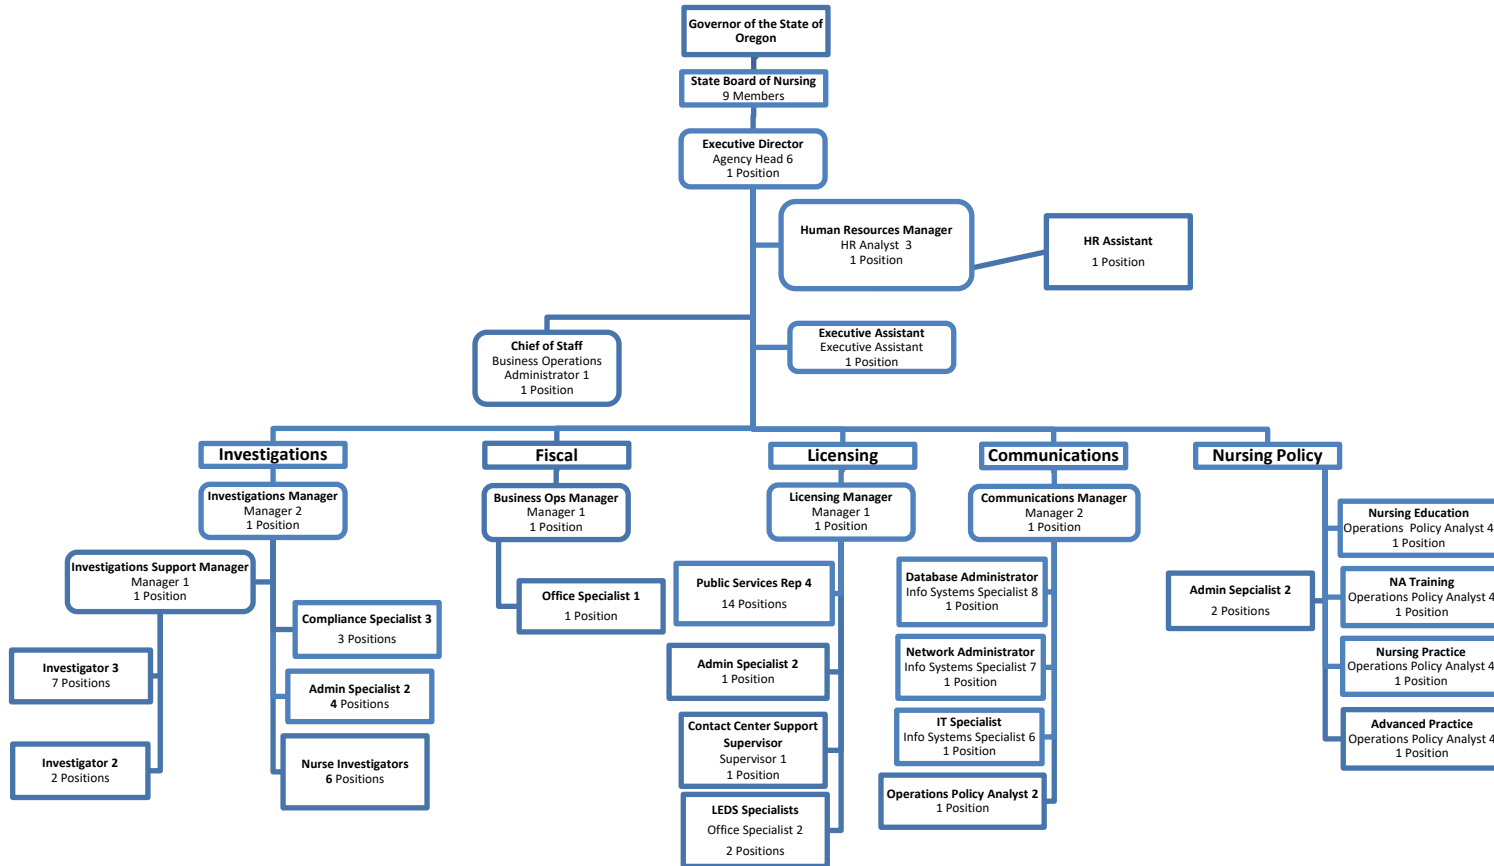 Governor of the State of
Oregon
State Board of Nursing
9 Members
Executive Director
Agency Head 6
1 Position
Human Resources Manager
HR Analyst  3
1 Position
HR Assistant
1 Position
Chief of Staff
Business Operations
Administrator 1
1 Position
Executive Assistant
Executive Assistant
1 Position
Investigations
Investigations Manager
Manager 2
1 Position
Investigations Support Manager
Manager 1
1 Position
Investigator 3
7 Positions
Investigator 2
2 Positions
Compliance Specialist 3
3 Positions
Admin Specialist 2
4 Positions
Nurse Investigators
6 Positions
Fiscal
Business Ops Manager
Manager 1
1 Position
Office Specialist 1
1 Position
Licensing
Licensing Manager
Manager 1
1 Position
Public Services Rep 4
14 Positions
Admin Specialist 2
1 Position
Contact Center Support
Supervisor
Supervisor 1
1 Position
LEDS Specialists
Office Specialist 2
2 Positions
Communications
Communications Manager
Manager 2
1 Position
Database Administrator
Info Systems Specialist 8
1 Position
Network Administrator
Info Systems Specialist 7
1 Position
IT Specialist
Info Systems Specialist 6
1 Position
Operations Policy Analyst 2
1 Position
Nursing Policy
Admin Sepcialist 2
2 Positions
Nursing Education
Operations  Policy Analyst 4
1 Position
NA Training
Operations Policy Analyst 4
1 Position
Nursing Practice
Operations Policy Analyst 4
1 Position
Advanced Practice
Operations Policy Analyst 4
1 Position